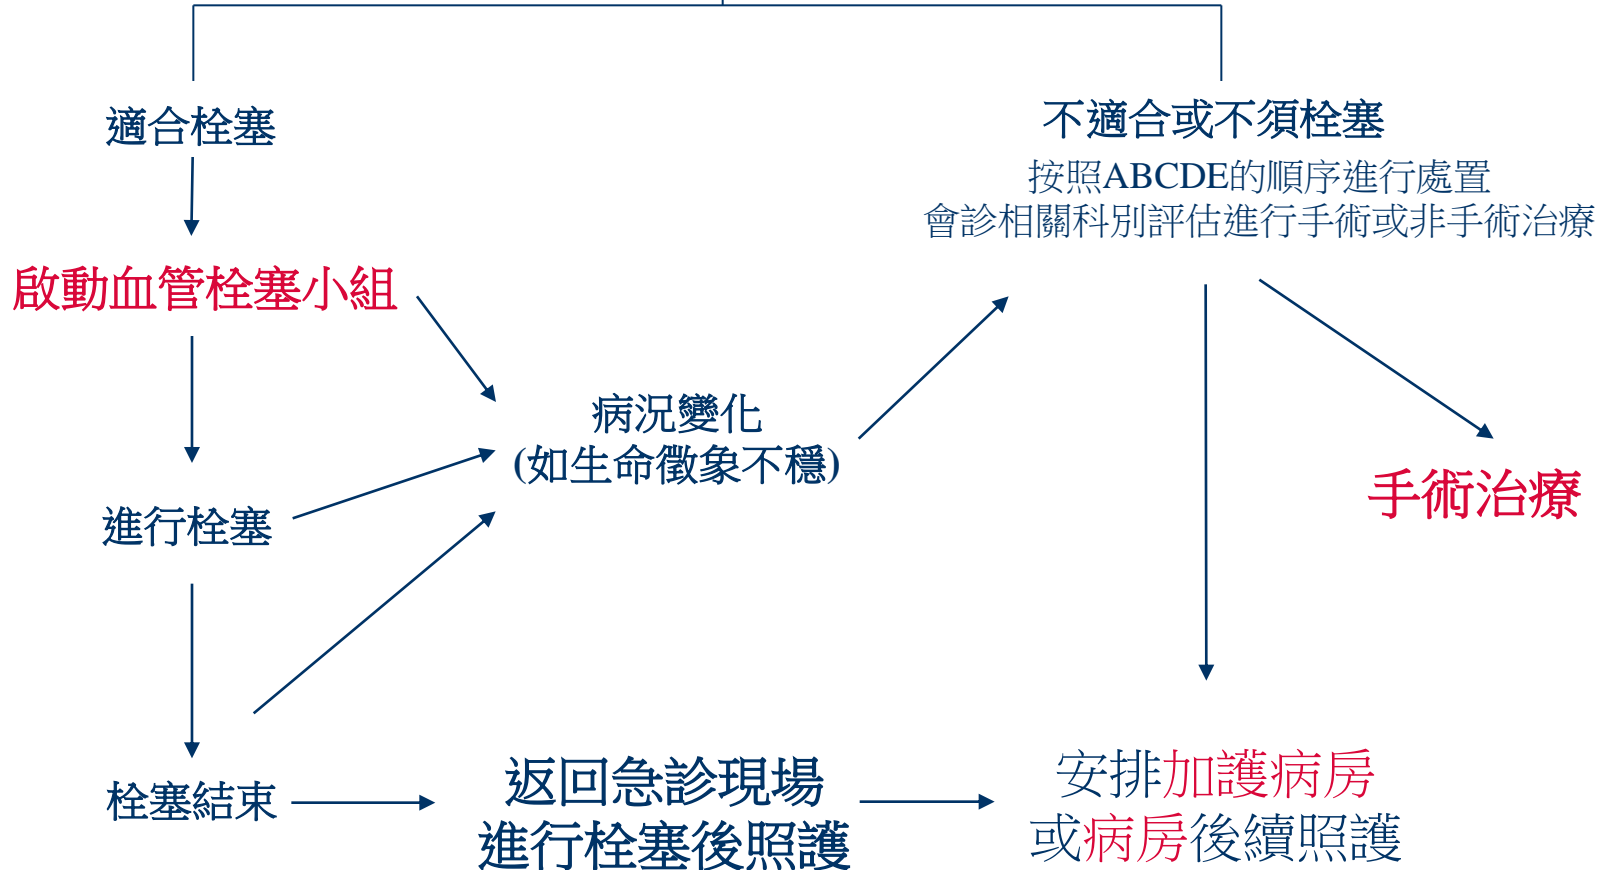 適合栓塞
不適合或不須栓塞
按照ABCDE的順序進行處置
會診相關科別評估進行手術或非手術治療
啟動血管栓塞小組
病況變化
(如生命徵象不穩)
手術治療
進行栓塞
栓塞結束
返回急診現場
進行栓塞後照護
安排加護病房
或病房後續照護